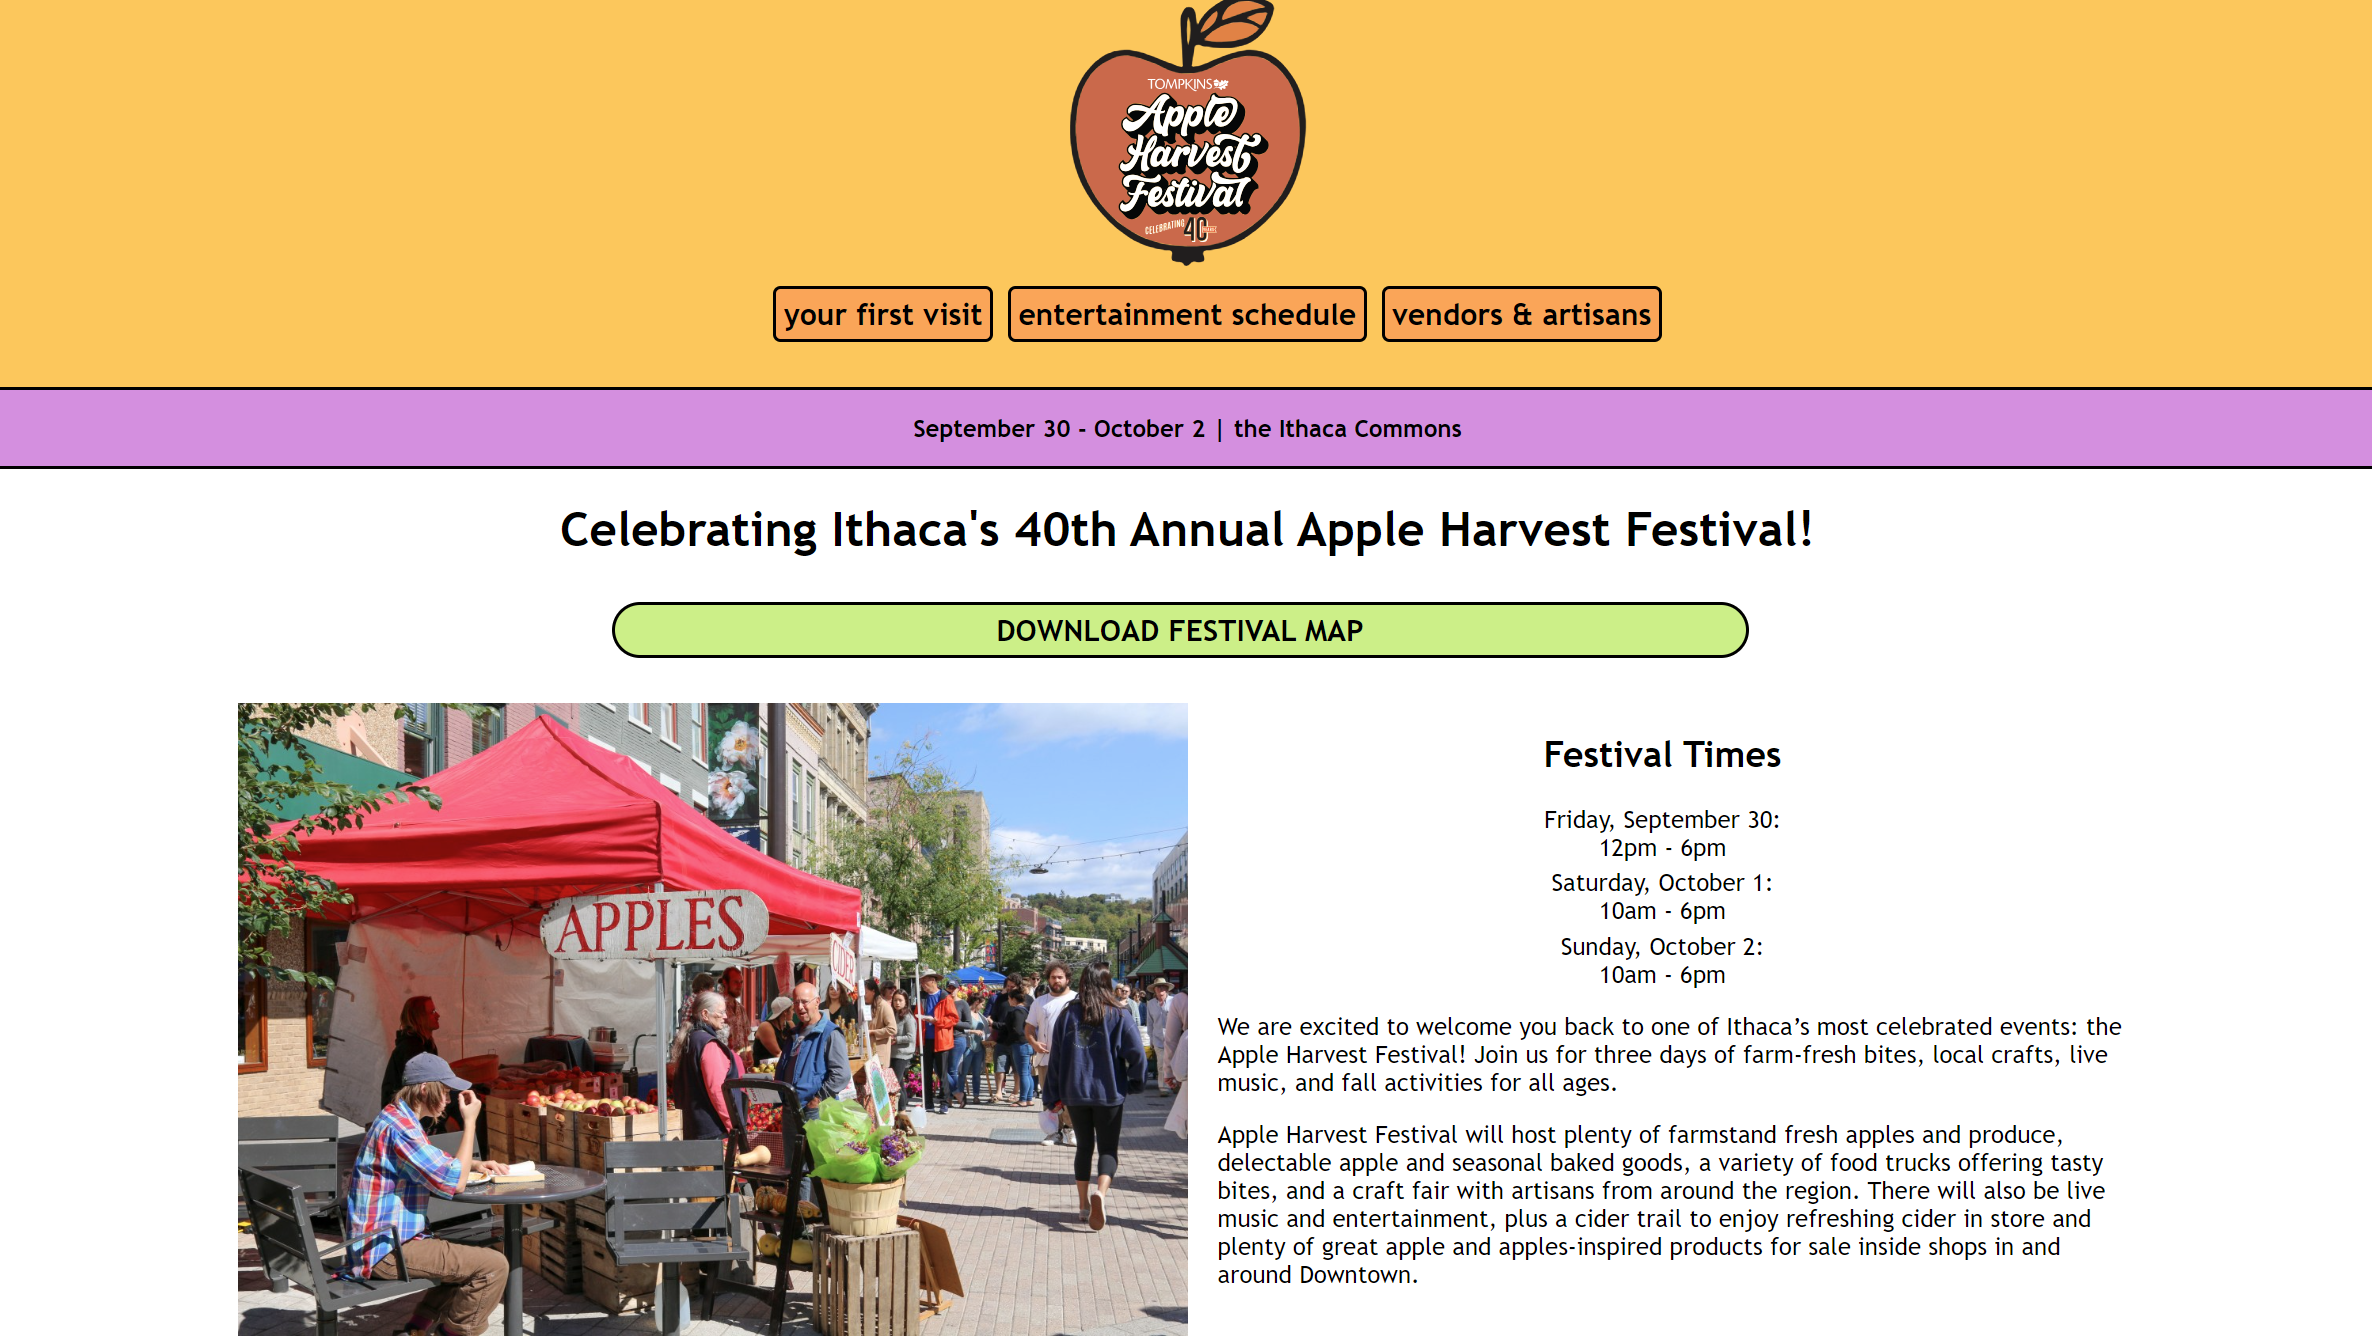 TOMPKINS
Apple
Harvest
Festival
CELEBRATING 40
your first visit
entertainment schedule
vendors & artisans
September 30 - October 2 | the Ithaca Commons
Celebrating Ithaca's 40th Annual Apple Harvest Festival!
DOWNLOAD FESTIVAL MAP
APPLES
CIDER
Festival Times
Friday, September 30:
12pm - 6pm
Saturday, October 1:
10am - 6pm
Sunday, October 2:
10am - 6pm
We are excited to welcome you back to one of Ithaca’s most celebrated events: the
Apple Harvest Festival! Join us for three days of farm-fresh bites, local crafts, live
music, and fall activities for all ages.
Apple Harvest Festival will host plenty of farmstand fresh apples and produce,
delectable apple and seasonal baked goods, a variety of food trucks offering tasty
bites, and a craft fair with artisans from around the region. There will also be live
music and entertainment, plus a cider trail to enjoy refreshing cider in store and
plenty of great apple and apples-inspired products for sale inside shops in and
around Downtown.